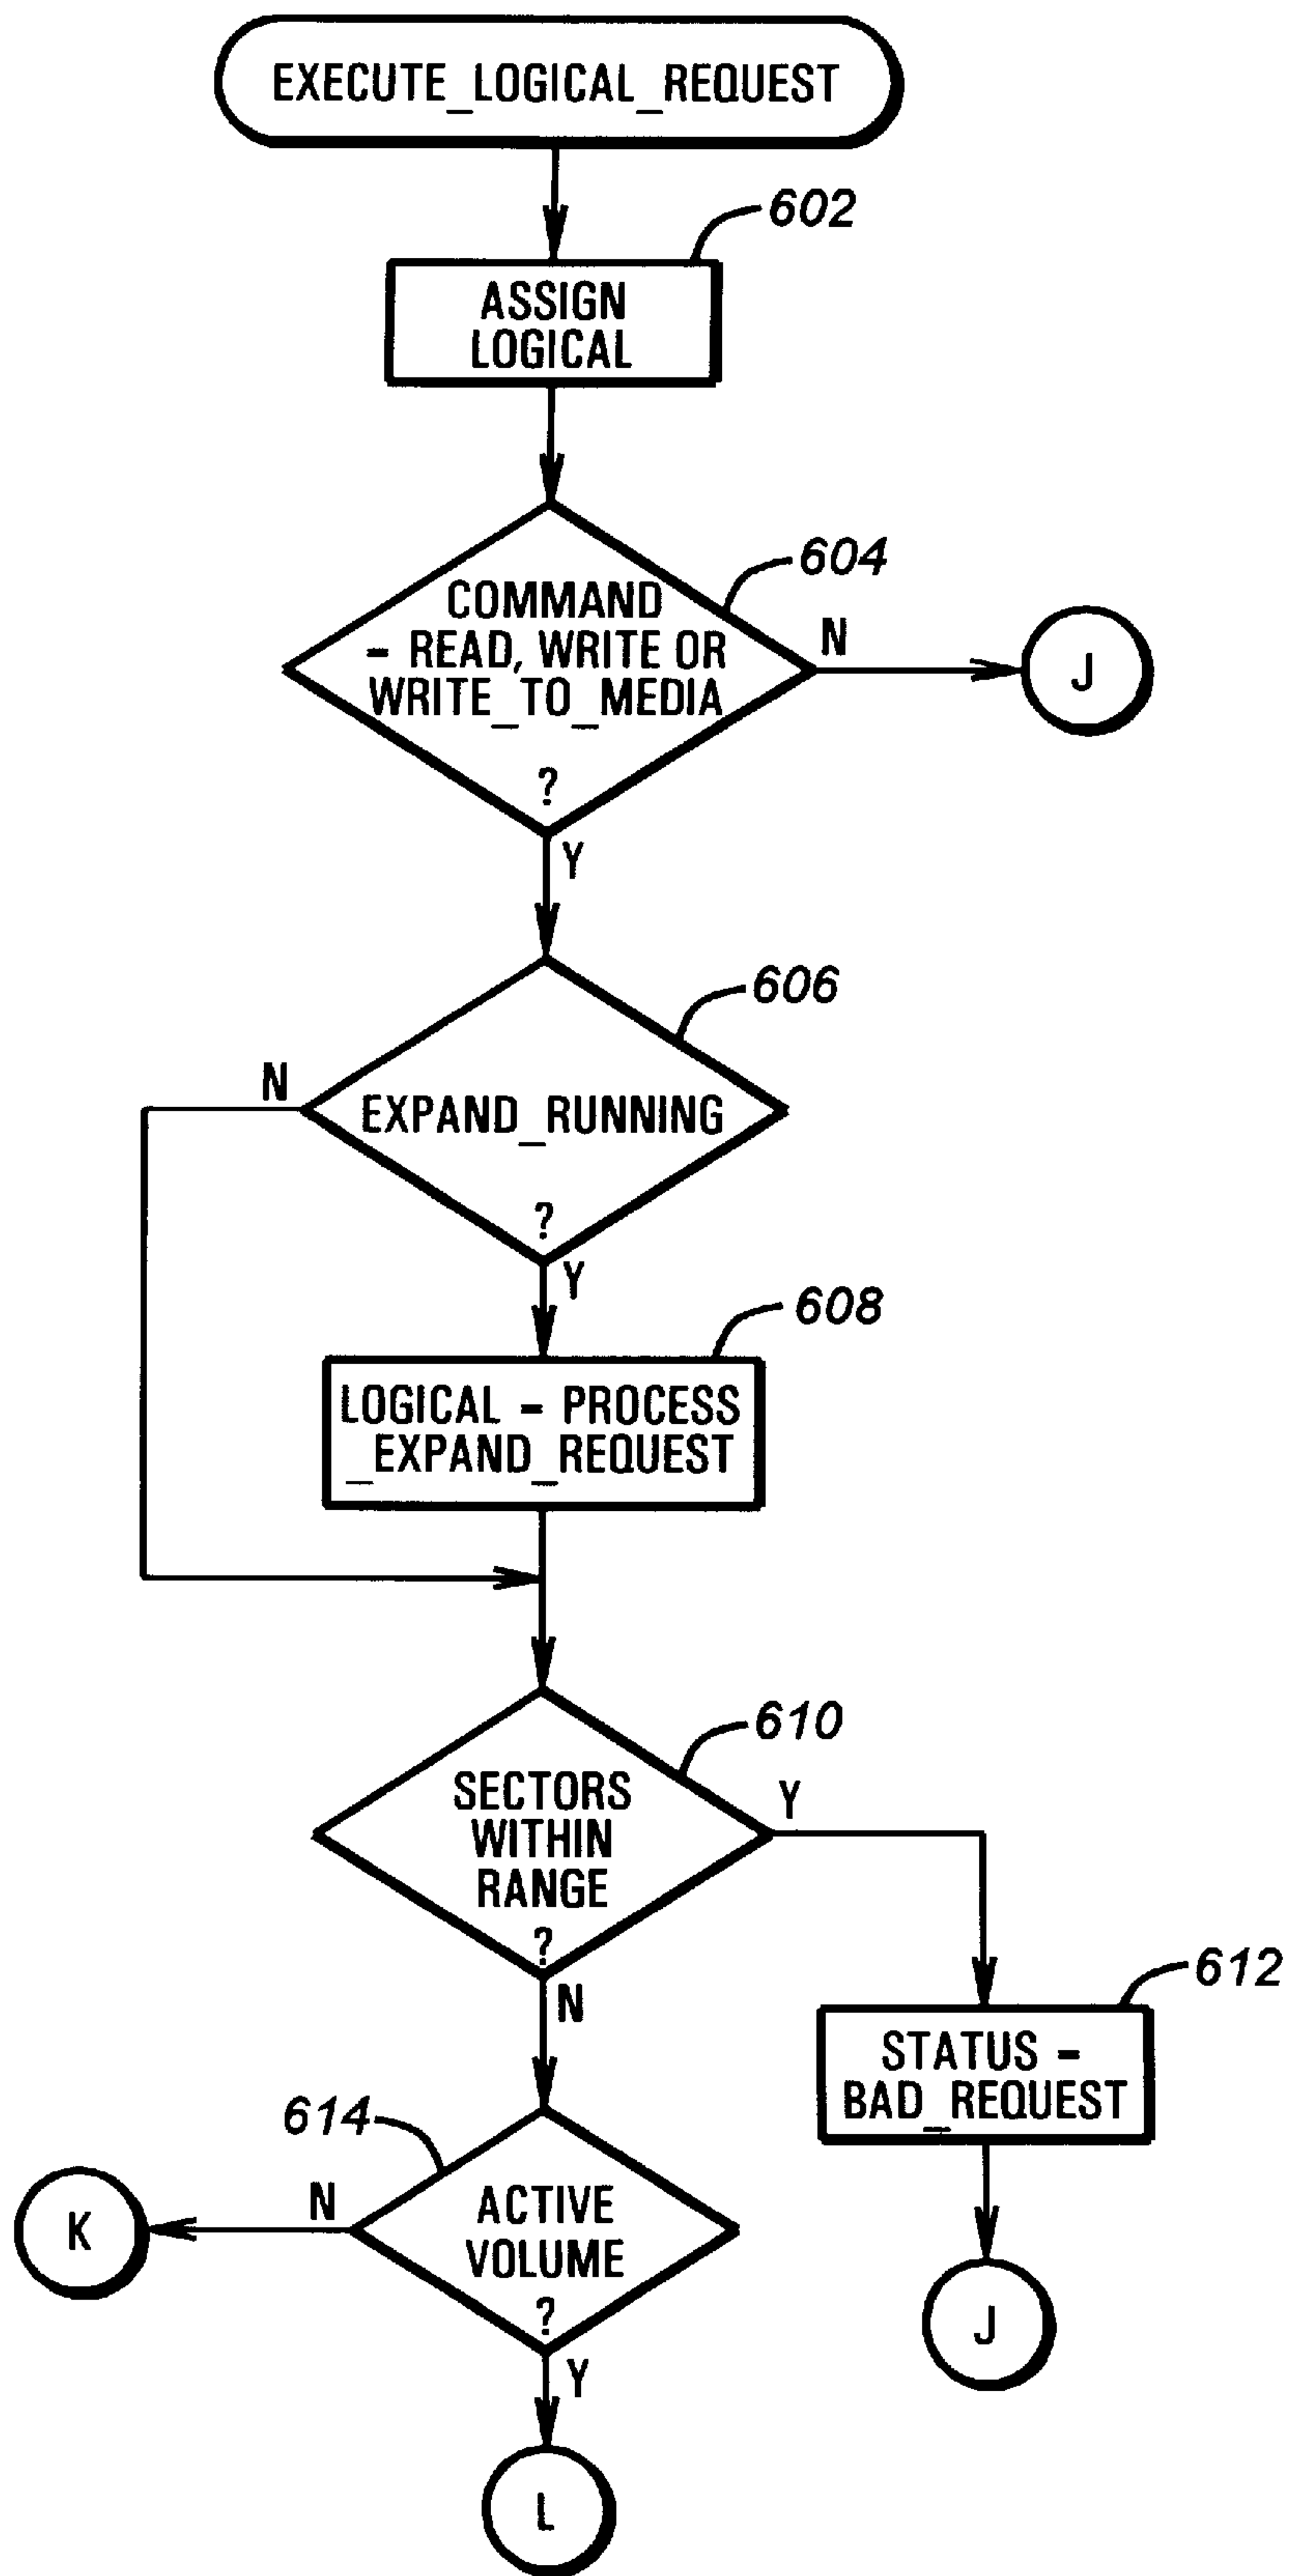 EXECUTE_LOGICAL_REQUEST
602
ASSIGN
LOGICAL
604
COMMAND
= READ, WRITE OR
WRITE_TO_MEDIA
?
N
J
Y
606
N
EXPAND_RUNNING
?
Y
608
LOGICAL = PROCESS
_EXPAND_REQUEST
610
SECTORS
WITHIN
RANGE
?
Y
N
612
STATUS =
BAD_REQUEST
614
N
K
ACTIVE
VOLUME
?
J
Y
L